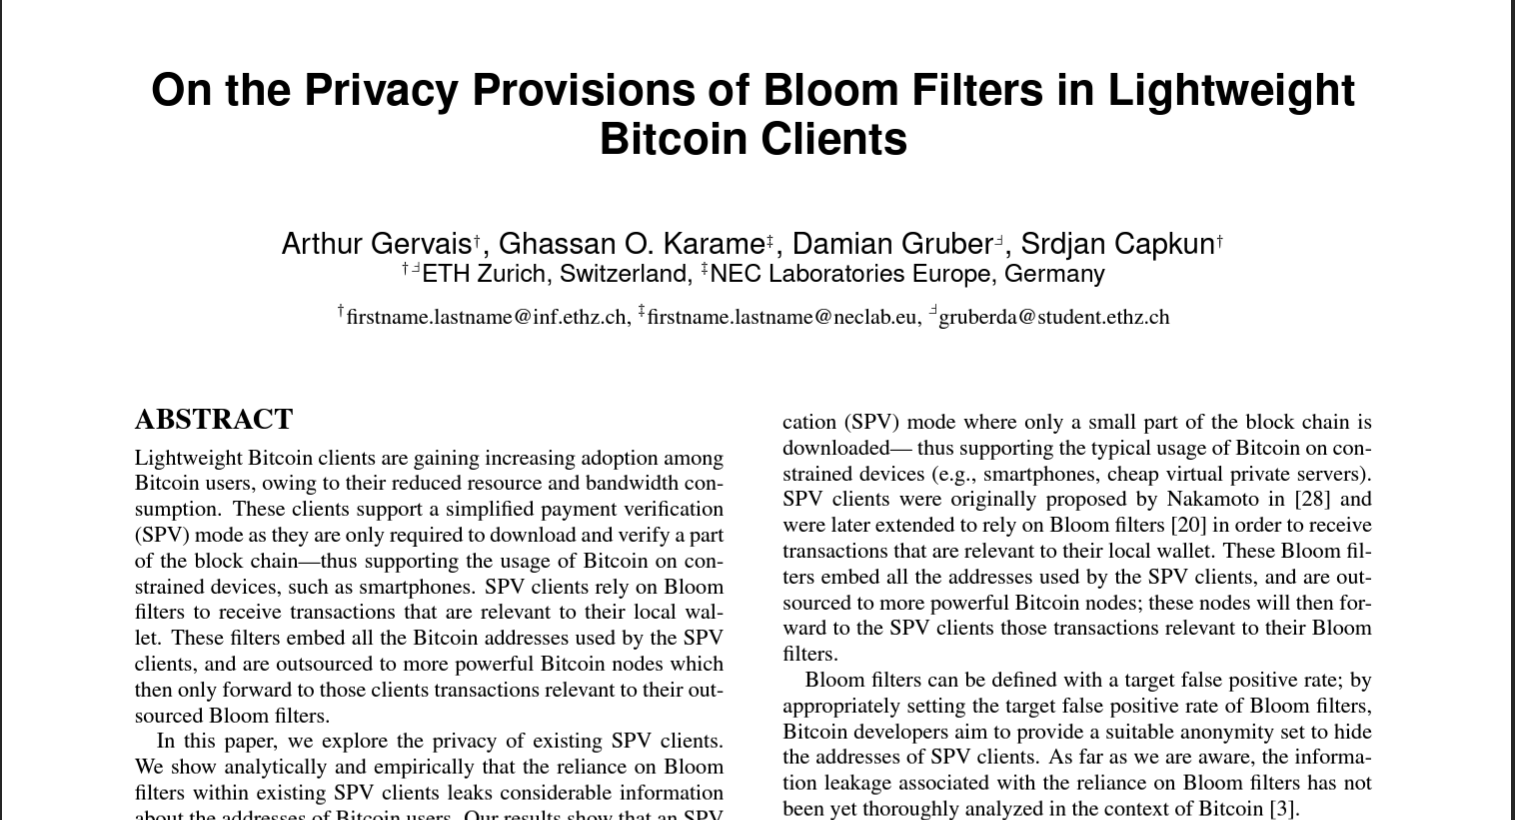 On the Privacy Provisions of Bloom Filters in Lightweight
Bitcoin Clients
Arthur Gervais†, Ghassan O. Karame‡, Damian GruberℲ, Srdjan Capkun†
†ℲETH Zurich, Switzerland, ‡NEC Laboratories Europe, Germany
†firstname.lastname@inf.ethz.ch, ‡firstname.lastname@neclab.eu, Ⅎgruberda@student.ethz.ch
ABSTRACT
Lightweight Bitcoin clients are gaining increasing adoption among
Bitcoin users, owing to their reduced resource and bandwidth con-
sumption. These clients support a simplified payment verification
(SPV) mode as they are only required to download and verify a part
of the block chain—thus supporting the usage of Bitcoin on con-
strained devices, such as smartphones. SPV clients rely on Bloom
filters to receive transactions that are relevant to their local wal-
let. These filters embed all the Bitcoin addresses used by the SPV
clients, and are outsourced to more powerful Bitcoin nodes which
then only forward to those clients transactions relevant to their out-
sourced Bloom filters.
In this paper, we explore the privacy of existing SPV clients.
We show analytically and empirically that the reliance on Bloom
filters within existing SPV clients leaks considerable information
about the addresses of Bitcoin users. Our results show that an SPV
cation (SPV) mode where only a small part of the block chain is
downloaded— thus supporting the typical usage of Bitcoin on con-
strained devices (e.g., smartphones, cheap virtual private servers).
SPV clients were originally proposed by Nakamoto in [28] and
were later extended to rely on Bloom filters [20] in order to receive
transactions that are relevant to their local wallet. These Bloom fil-
ters embed all the addresses used by the SPV clients, and are out-
sourced to more powerful Bitcoin nodes; these nodes will then for-
ward to the SPV clients those transactions relevant to their Bloom
filters.
Bloom filters can be defined with a target false positive rate; by
appropriately setting the target false positive rate of Bloom filters,
Bitcoin developers aim to provide a suitable anonymity set to hide
the addresses of SPV clients. As far as we are aware, the informa-
tion leakage associated with the reliance on Bloom filters has not
been yet thoroughly analyzed in the context of Bitcoin [3].